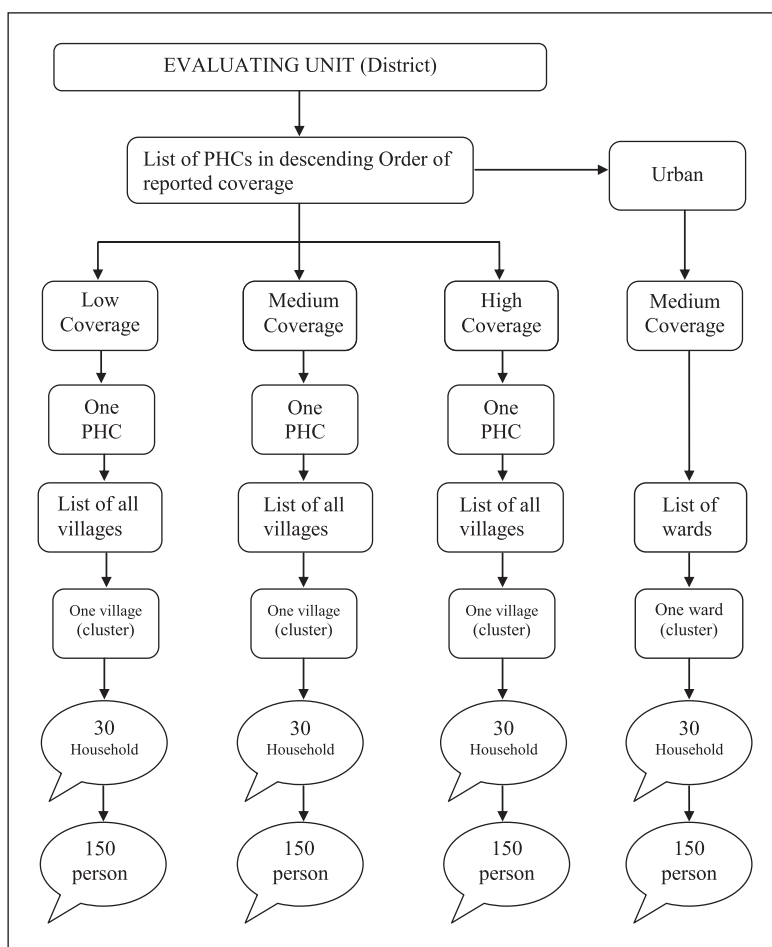 EVALUATING UNIT (District)
List of PHCs in descending Order of
reported coverage
Urban
Low
Coverage
Medium
Coverage
High
Coverage
Medium
Coverage
One
PHC
One
PHC
One
PHC
List of all
villages
List of all
villages
List of all
villages
List of
wards
One village
(cluster)
One village
(cluster)
One village
(cluster)
One ward
(cluster)
30
Household
30
Household
30
Household
30
Household
150
person
150
person
150
person
150
person